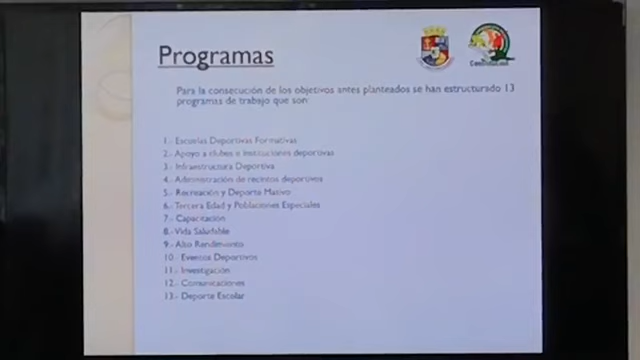 Programas
Para la consecución de los objetivos antes planteados se han estructurado 13
programas de trabajo que son:
1.- Escuelas Deportivas Formativas
2.- Apoyo a clubes e instituciones deportivas
3.- Infraestructura Deportiva
4.- Administración de recintos deportivos
5.- Recreación y Deporte Masivo
6.- Tercera Edad y Poblaciones Especiales
7.- Capacitación
8.- Vida Saludable
9.- Alto Rendimiento
10.- Eventos Deportivos
11.- Investigación
12.- Comunicaciones
13.- Deporte Escolar